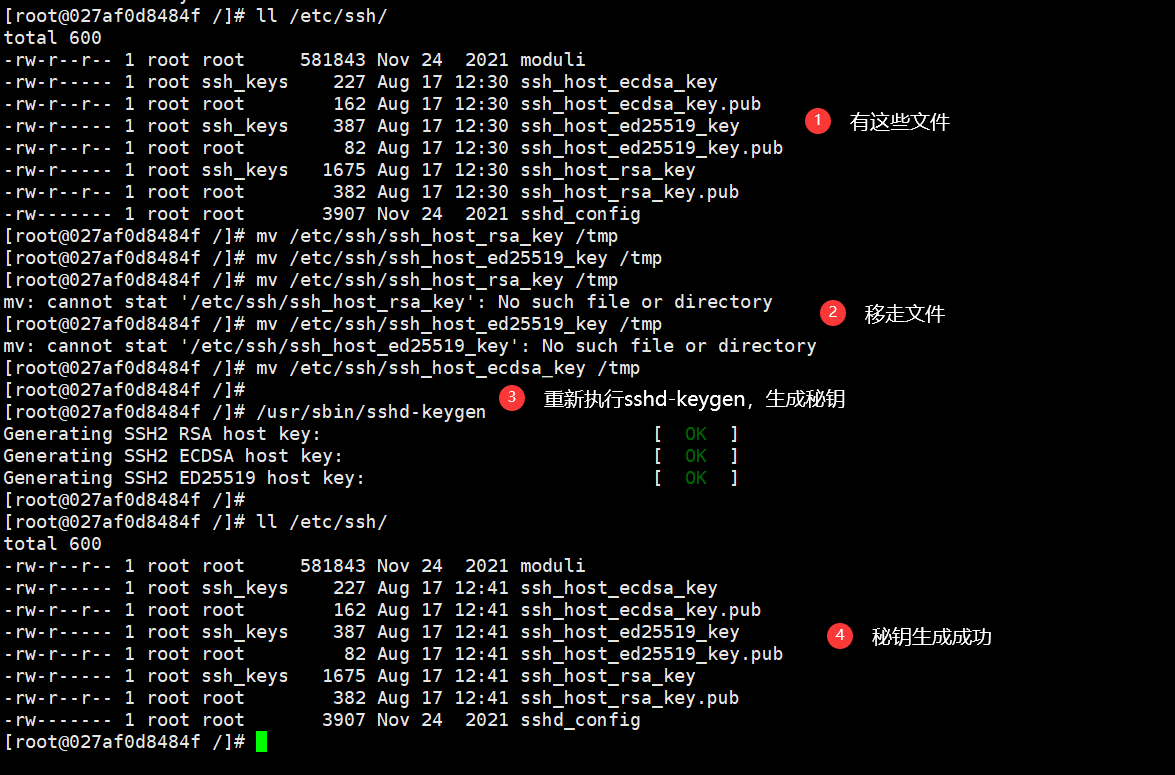 [root@027af0d8484f /]# ll /etc/ssh/
total 600
-rw-r--r-- 1 root root     581843 Nov 24  2021 moduli
-rw-r----- 1 root ssh_keys    227 Aug 17 12:30 ssh_host_ecdsa_key
-rw-r--r-- 1 root root        162 Aug 17 12:30 ssh_host_ecdsa_key.pub
1 有这些文件
-rw-r----- 1 root ssh_keys    387 Aug 17 12:30 ssh_host_ed25519_key
-rw-r--r-- 1 root root         82 Aug 17 12:30 ssh_host_ed25519_key.pub
-rw-r----- 1 root ssh_keys   1675 Aug 17 12:30 ssh_host_rsa_key
-rw-r--r-- 1 root root        382 Aug 17 12:30 ssh_host_rsa_key.pub
-rw------- 1 root root       3907 Nov 24  2021 sshd_config
[root@027af0d8484f /]# mv /etc/ssh/ssh_host_rsa_key /tmp
[root@027af0d8484f /]# mv /etc/ssh/ssh_host_ed25519_key /tmp
[root@027af0d8484f /]# mv /etc/ssh/ssh_host_rsa_key /tmp
mv: cannot stat '/etc/ssh/ssh_host_rsa_key': No such file or directory
2 移走文件
[root@027af0d8484f /]# mv /etc/ssh/ssh_host_ed25519_key /tmp
mv: cannot stat '/etc/ssh/ssh_host_ed25519_key': No such file or directory
[root@027af0d8484f /]# mv /etc/ssh/ssh_host_ecdsa_key /tmp
[root@027af0d8484f /]#
3 重新执行sshd-keygen，生成秘钥
[root@027af0d8484f /]# /usr/sbin/sshd-keygen
Generating SSH2 RSA host key:                              [  OK  ]
Generating SSH2 ECDSA host key:                            [  OK  ]
Generating SSH2 ED25519 host key:                          [  OK  ]
[root@027af0d8484f /]#
[root@027af0d8484f /]# ll /etc/ssh/
total 600
-rw-r--r-- 1 root root     581843 Nov 24  2021 moduli
-rw-r----- 1 root ssh_keys    227 Aug 17 12:41 ssh_host_ecdsa_key
-rw-r--r-- 1 root root        162 Aug 17 12:41 ssh_host_ecdsa_key.pub
-rw-r----- 1 root ssh_keys    387 Aug 17 12:41 ssh_host_ed25519_key
4 秘钥生成成功
-rw-r--r-- 1 root root         82 Aug 17 12:41 ssh_host_ed25519_key.pub
-rw-r----- 1 root ssh_keys   1675 Aug 17 12:41 ssh_host_rsa_key
-rw-r--r-- 1 root root        382 Aug 17 12:41 ssh_host_rsa_key.pub
-rw------- 1 root root       3907 Nov 24  2021 sshd_config
[root@027af0d8484f /]#